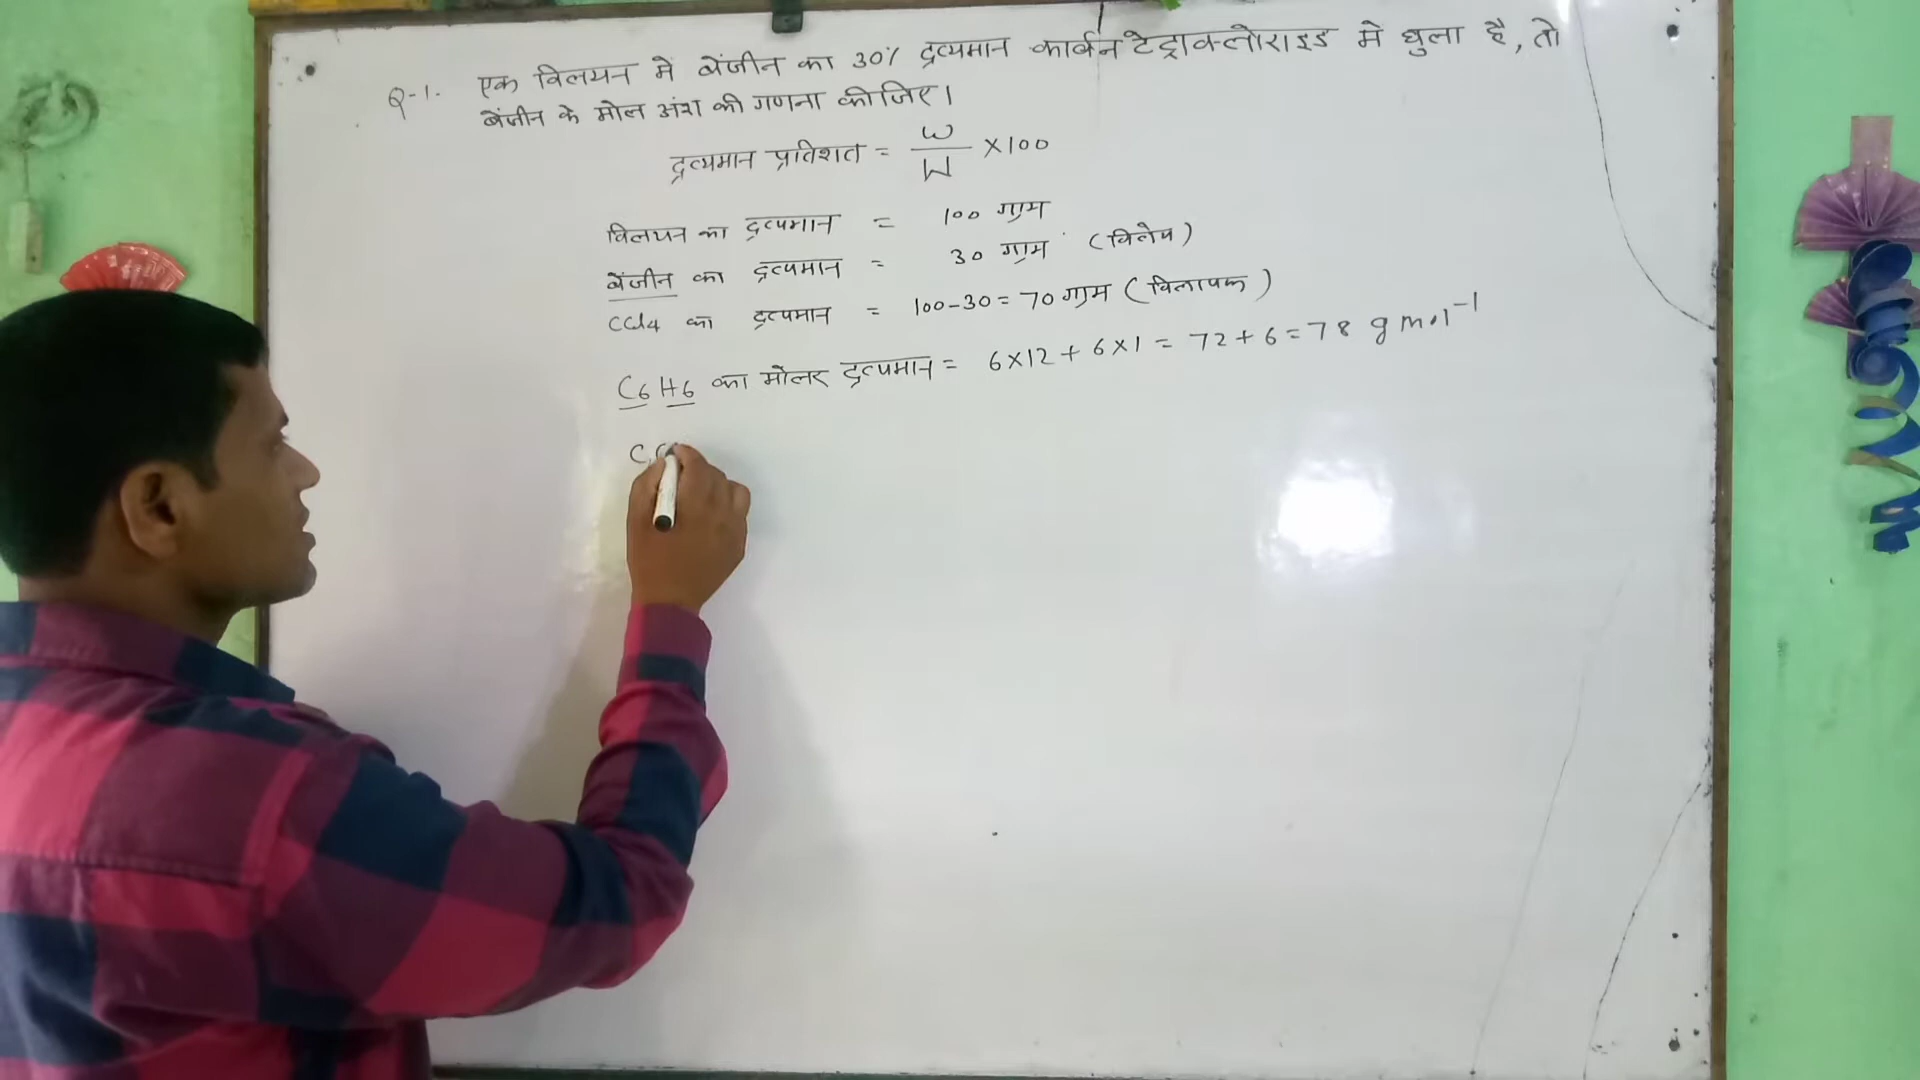 Q-1. एक विलयन में बेंजीन का 30% द्रव्यमान कार्बन टेट्राक्लोराइड मे घुला है, तो
बेंजीन के मोल अंश की गणना कीजिए।
द्रव्यमान प्रतिशत = w/W ×100
विलयन का द्रव्यमान = 100 ग्राम
बेंजीन का द्रव्यमान = 30 ग्राम (विलेय)
CCl4 का द्रव्यमान = 100-30=70 ग्राम (विलायक)
C6H6 का मोलर द्रव्यमान = 6×12+6×1=72+6=78 g mol⁻¹
CC